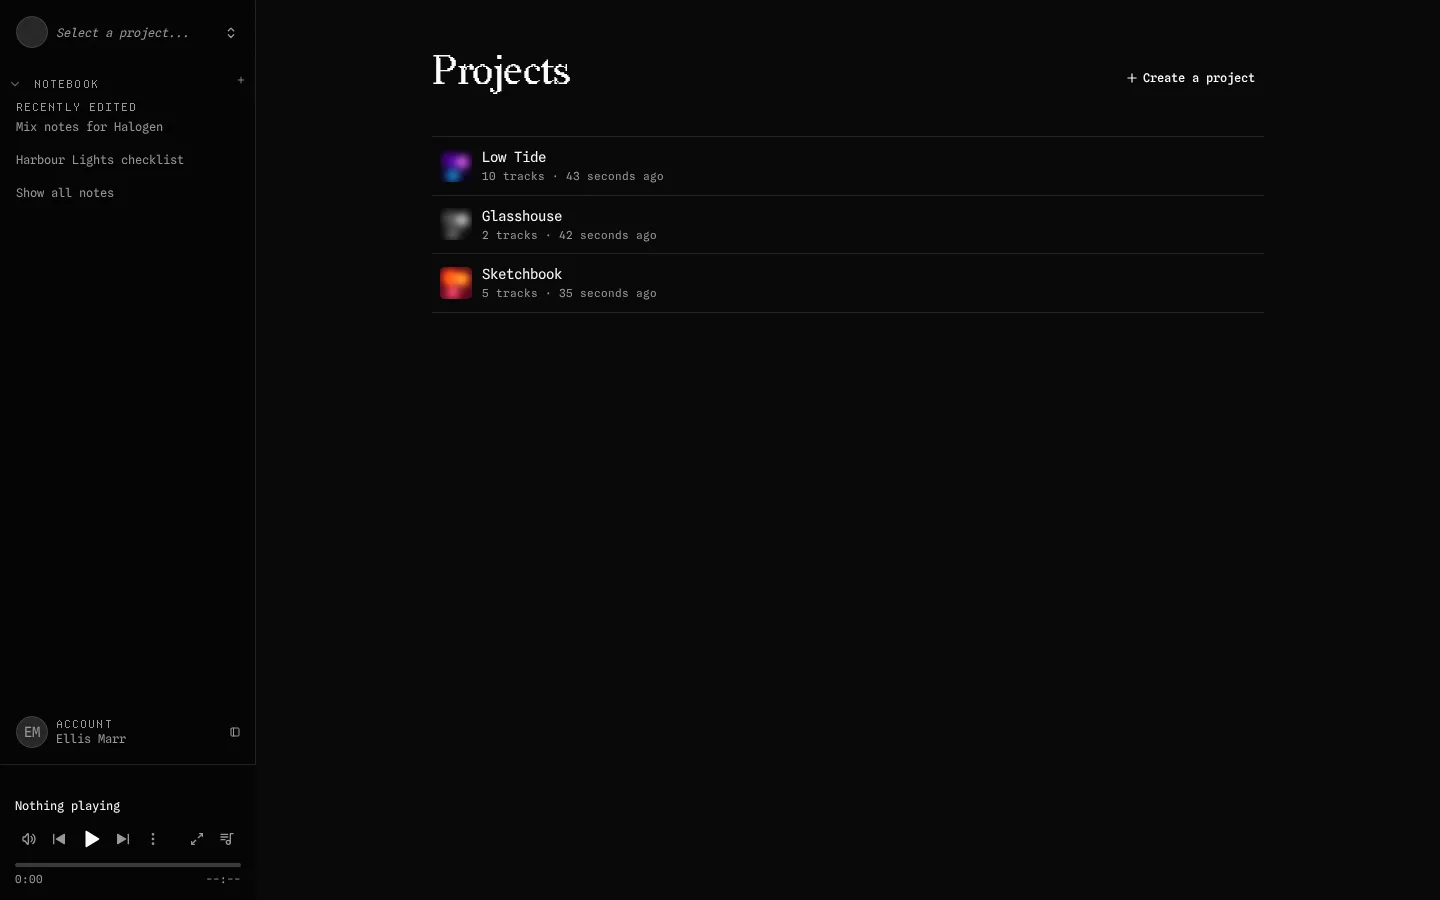 Select a project...
NOTEBOOK
RECENTLY EDITED
Mix notes for Halogen
Harbour Lights checklist
Show all notes
Projects
+ Create a project
Low Tide
10 tracks · 43 seconds ago
Glasshouse
2 tracks · 42 seconds ago
Sketchbook
5 tracks · 35 seconds ago
EM
ACCOUNT
Ellis Marr
Nothing playing
0:00 --:--